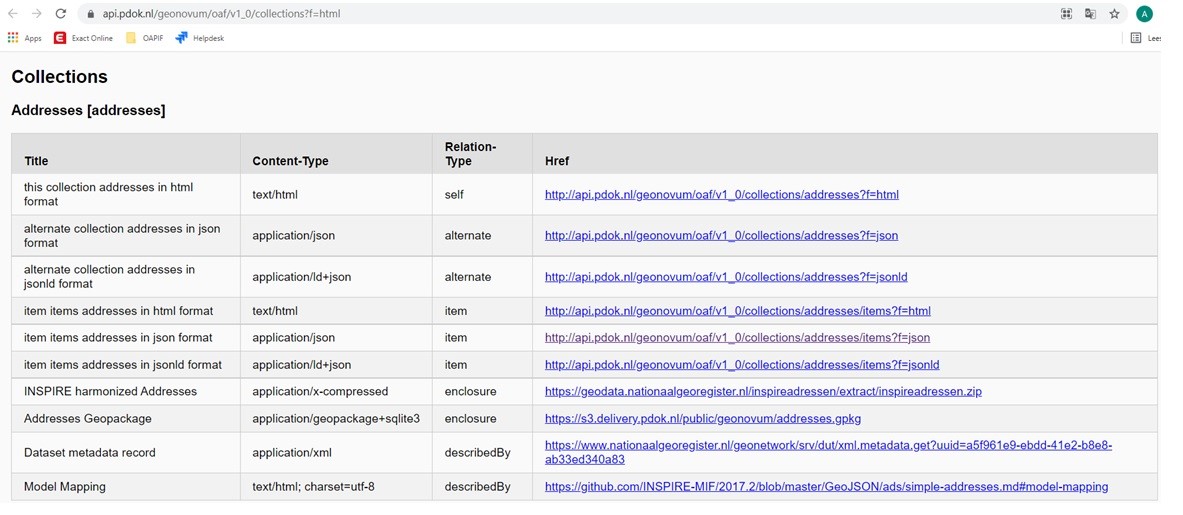 api.pdok.nl/geonovum/oaf/v1_0/collections?f=html
A
Apps Exact Online OAPIF Helpdesk Lees
Collections
Addresses [addresses]
Title Content-Type Relation-
Type Href
this collection addresses in html
format text/html self http://api.pdok.nl/geonovum/oaf/v1_0/collections/addresses?f=html
alternate collection addresses in json
format application/json alternate http://api.pdok.nl/geonovum/oaf/v1_0/collections/addresses?f=json
alternate collection addresses in
jsonld format application/ld+json alternate http://api.pdok.nl/geonovum/oaf/v1_0/collections/addresses?f=jsonld
item items addresses in html format text/html item http://api.pdok.nl/geonovum/oaf/v1_0/collections/addresses/items?f=html
item items addresses in json format application/json item http://api.pdok.nl/geonovum/oaf/v1_0/collections/addresses/items?f=json
item items addresses in jsonld format application/ld+json item http://api.pdok.nl/geonovum/oaf/v1_0/collections/addresses/items?f=jsonld
INSPIRE harmonized Addresses application/x-compressed enclosure https://geodata.nationaalgeoregister.nl/inspireadressen/extract/inspireadressen.zip
Addresses Geopackage application/geopackage+sqlite3 enclosure https://s3.delivery.pdok.nl/public/geonovum/addresses.gpkg
Dataset metadata record application/xml describedBy https://www.nationaalgeoregister.nl/geonetwork/srv/dut/xml.metadata.get?uuid=a5f961e9-ebdd-41e2-b8e8-
ab33ed340a83
Model Mapping text/html; charset=utf-8 describedBy https://github.com/INSPIRE-MIF/2017.2/blob/master/GeoJSON/ads/simple-addresses.md#model-mapping